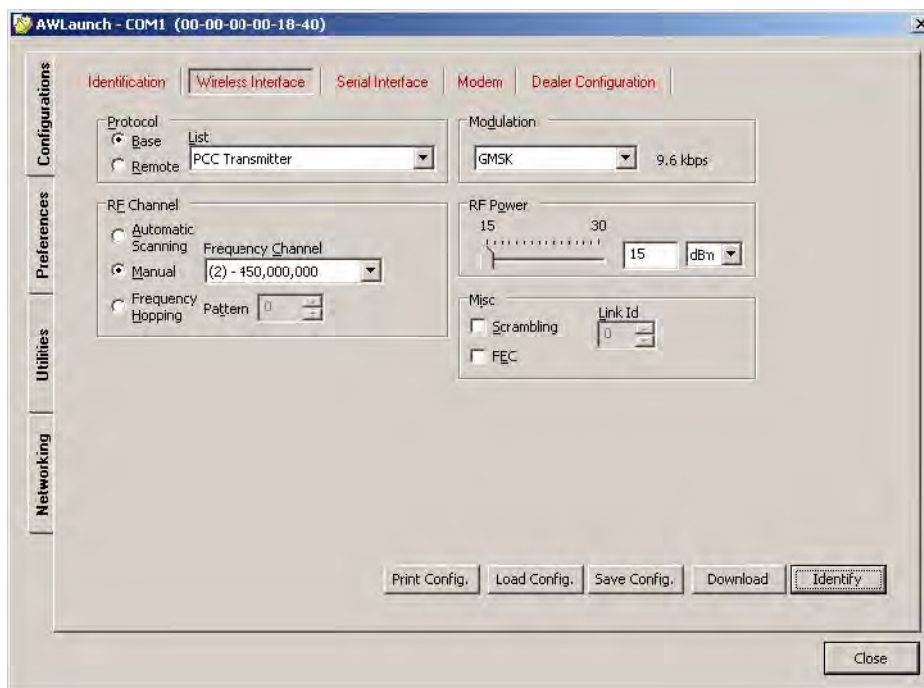 AWLaunch - COM1 (00-00-00-00-18-40)
Configurations
Preferences
Utilities
Networking
Identification Wireless Interface Serial Interface Modem Dealer Configuration
Protocol
Base
Remote
List
PCC Transmitter
Modulation
GMSK 9.6 kbps
RF Channel
Automatic Scanning
Manual
Frequency Channel
(2) - 450,000,000
Frequency Hopping
Pattern 0
RF Power
15 30
15 dBm
Misc
Scrambling
FEC
Link Id
0
Print Config. Load Config. Save Config. Download Identify
Close